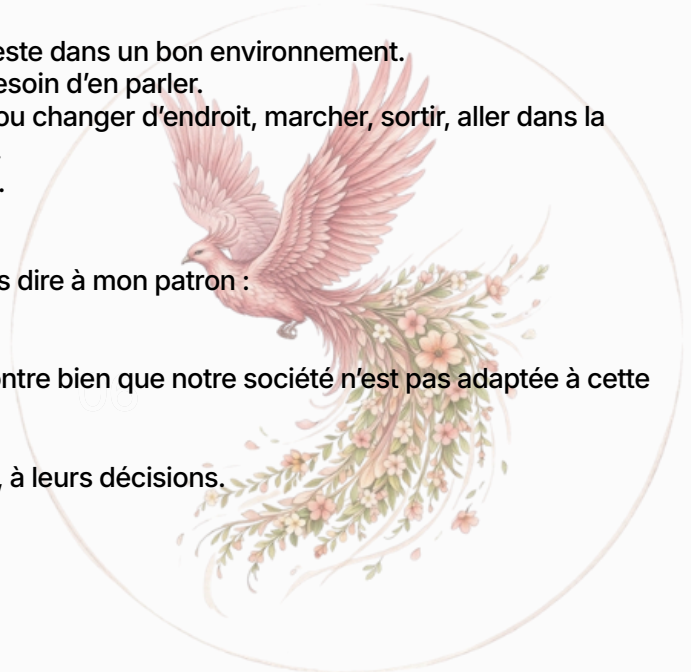 este dans un bon environnement.
esoin d’en parler.
ou changer d’endroit, marcher, sortir, aller dans la
.
.
s dire à mon patron :
ntre bien que notre société n’est pas adaptée à cette
, à leurs décisions.